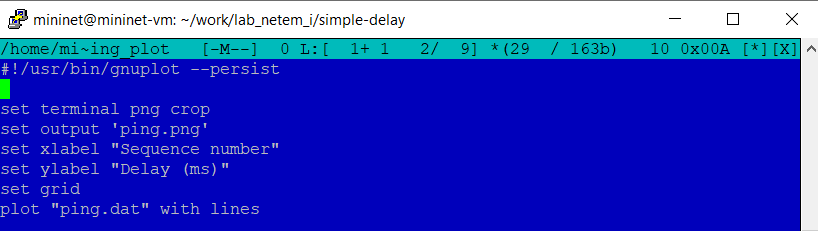 mininet@mininet-vm: ~/work/lab_netem_i/simple-delay
/home/mi~ing_plot   [-M--]  0 L:[  1+ 1   2/  9] *(29  / 163b)   10 0x00A [*][X]
#!/usr/bin/gnuplot --persist
set terminal png crop
set output 'ping.png'
set xlabel "Sequence number"
set ylabel "Delay (ms)"
set grid
plot "ping.dat" with lines